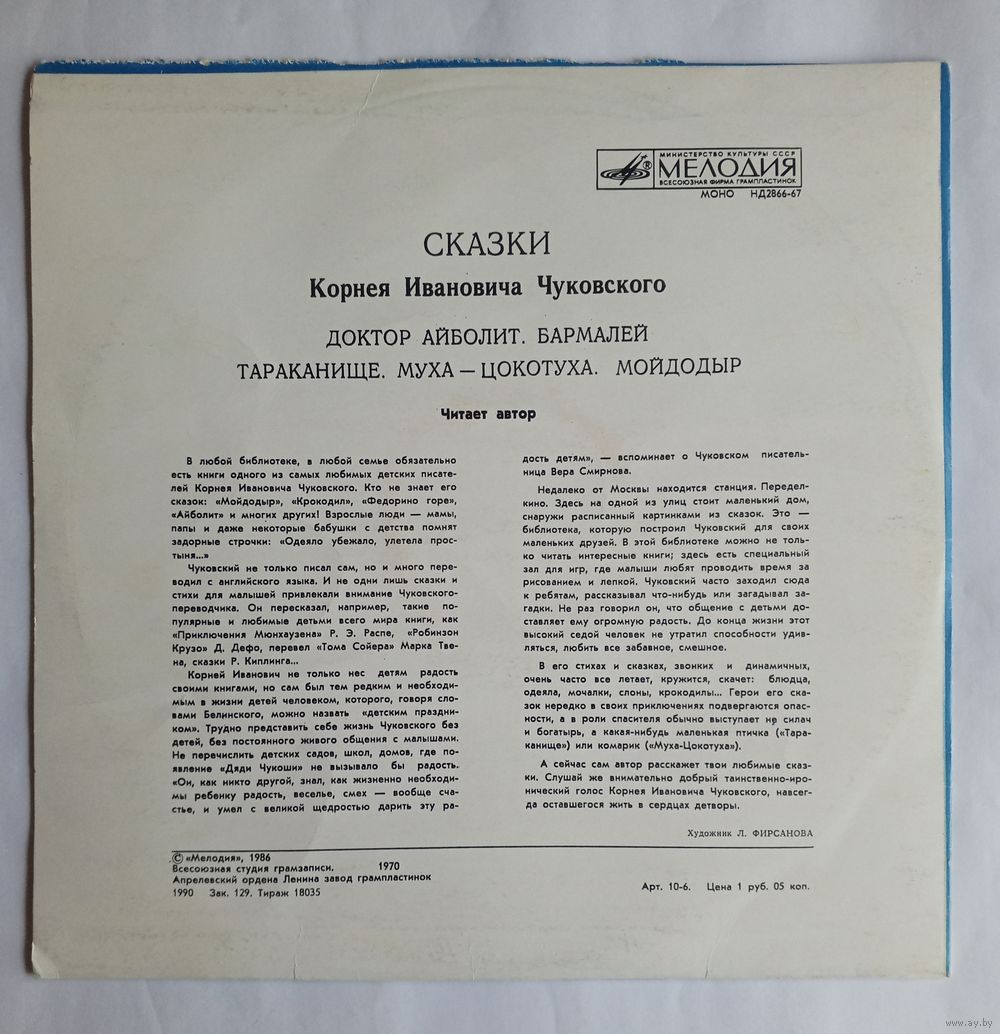 МИНИСТЕРСТВО КУЛЬТУРЫ СССР
МЕЛОДИЯ
ВСЕСОЮЗНАЯ ФИРМА ГРАМПЛАСТИНОК
МОНО НД2866-67
СКАЗКИ
Корнея Ивановича Чуковского
ДОКТОР АЙБОЛИТ. БАРМАЛЕЙ
ТАРАКАНИЩЕ. МУХА — ЦОКОТУХА. МОЙДОДЫР
Читает автор
В любой библиотеке, в любой семье обязательно
есть книги одного из самых любимых детских писате-
лей Корнея Ивановича Чуковского. Кто не знает его
сказок: «Мойдодыр», «Крокодил», «Федорино горе»,
«Айболит» и многих других! Взрослые люди — мамы,
папы и даже некоторые бабушки с детства помнят
задорные строчки: «Одеяло убежало, улетела прос-
тыня...»
Чуковский не только писал сам, но и много пере-
водил с английского языка. И не одни лишь сказки и
стихи для малышей привлекали внимание Чуковского-
переводчика. Он пересказал, например, такие по-
пулярные и любимые детьми всего мира книги, как
«Приключения Мюнхаузена» Р. Э. Распе, «Робинзон
Крузо» Д. Дефо, перевел «Тома Сойера» Марка Тве-
на, сказки Р. Киплинга...
Корней Иванович не только нес детям радость
своими книгами, но сам был тем редким и необходи-
мым в жизни детей человеком, которого, говоря сло-
вами Белинского, можно назвать «детским праздни-
ком». Трудно представить себе жизнь Чуковского без
детей, без постоянного живого общения с малышами.
Не перечислить детских садов, школ, домов, где по-
явление «Дяди Чукоши» не вызывало бы радость.
«Он, как никто другой, знал, как жизненно необходи-
мы ребенку радость, веселье, смех — вообще сча-
стье, и умел с великой щедростью дарить эту ра-
дость детям», — вспоминает о Чуковском писатель-
ница Вера Смирнова.
Недалеко от Москвы находится станция. Передел-
кино. Здесь на одной из улиц стоит маленький дом,
снаружи расписанный картинками из сказок. Это —
библиотека, которую построил Чуковский для своих
маленьких друзей. В этой библиотеке можно не толь-
ко читать интересные книги; здесь есть специальный
зал для игр, где малыши любят проводить время за
рисованием и лепкой. Чуковский часто заходил сюда
к ребятам, рассказывал что-нибудь или загадывал за-
гадки. Не раз говорил он, что общение с детьми до-
ставляет ему огромную радость. До конца жизни этот
высокий седой человек не утратил способности удив-
ляться, любить все забавное, смешное.
В его стихах и сказках, звонких и динамичных,
очень часто все летает, кружится, скачет: блюдца,
одеяла, мочалки, слоны, крокодилы... Герои его ска-
зок нередко в своих приключениях подвергаются опас-
ности, а в роли спасителя обычно выступает не силач
и богатырь, а какая-нибудь маленькая птичка («Тара-
канище») или комарик («Муха-Цокотуха»).
А сейчас сам автор расскажет твои любимые сказ-
ки. Слушай же внимательно добрый таинственно-иро-
нический голос Корнея Ивановича Чуковского, навсег-
да оставшегося жить в сердцах детворы.
Художник Л. ФИРСАНОВА
© «Мелодия», 1986
Всесоюзная студия грамзаписи. 1970
Апрелевский ордена Ленина завод грампластинок
1990 Зак. 129. Тираж 18035
Арт. 10-6. Цена 1 руб. 05 коп.
www.ay.by